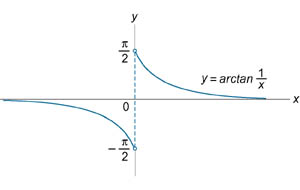 y
π/2
y = arctan 1/x
0
x
−π/2